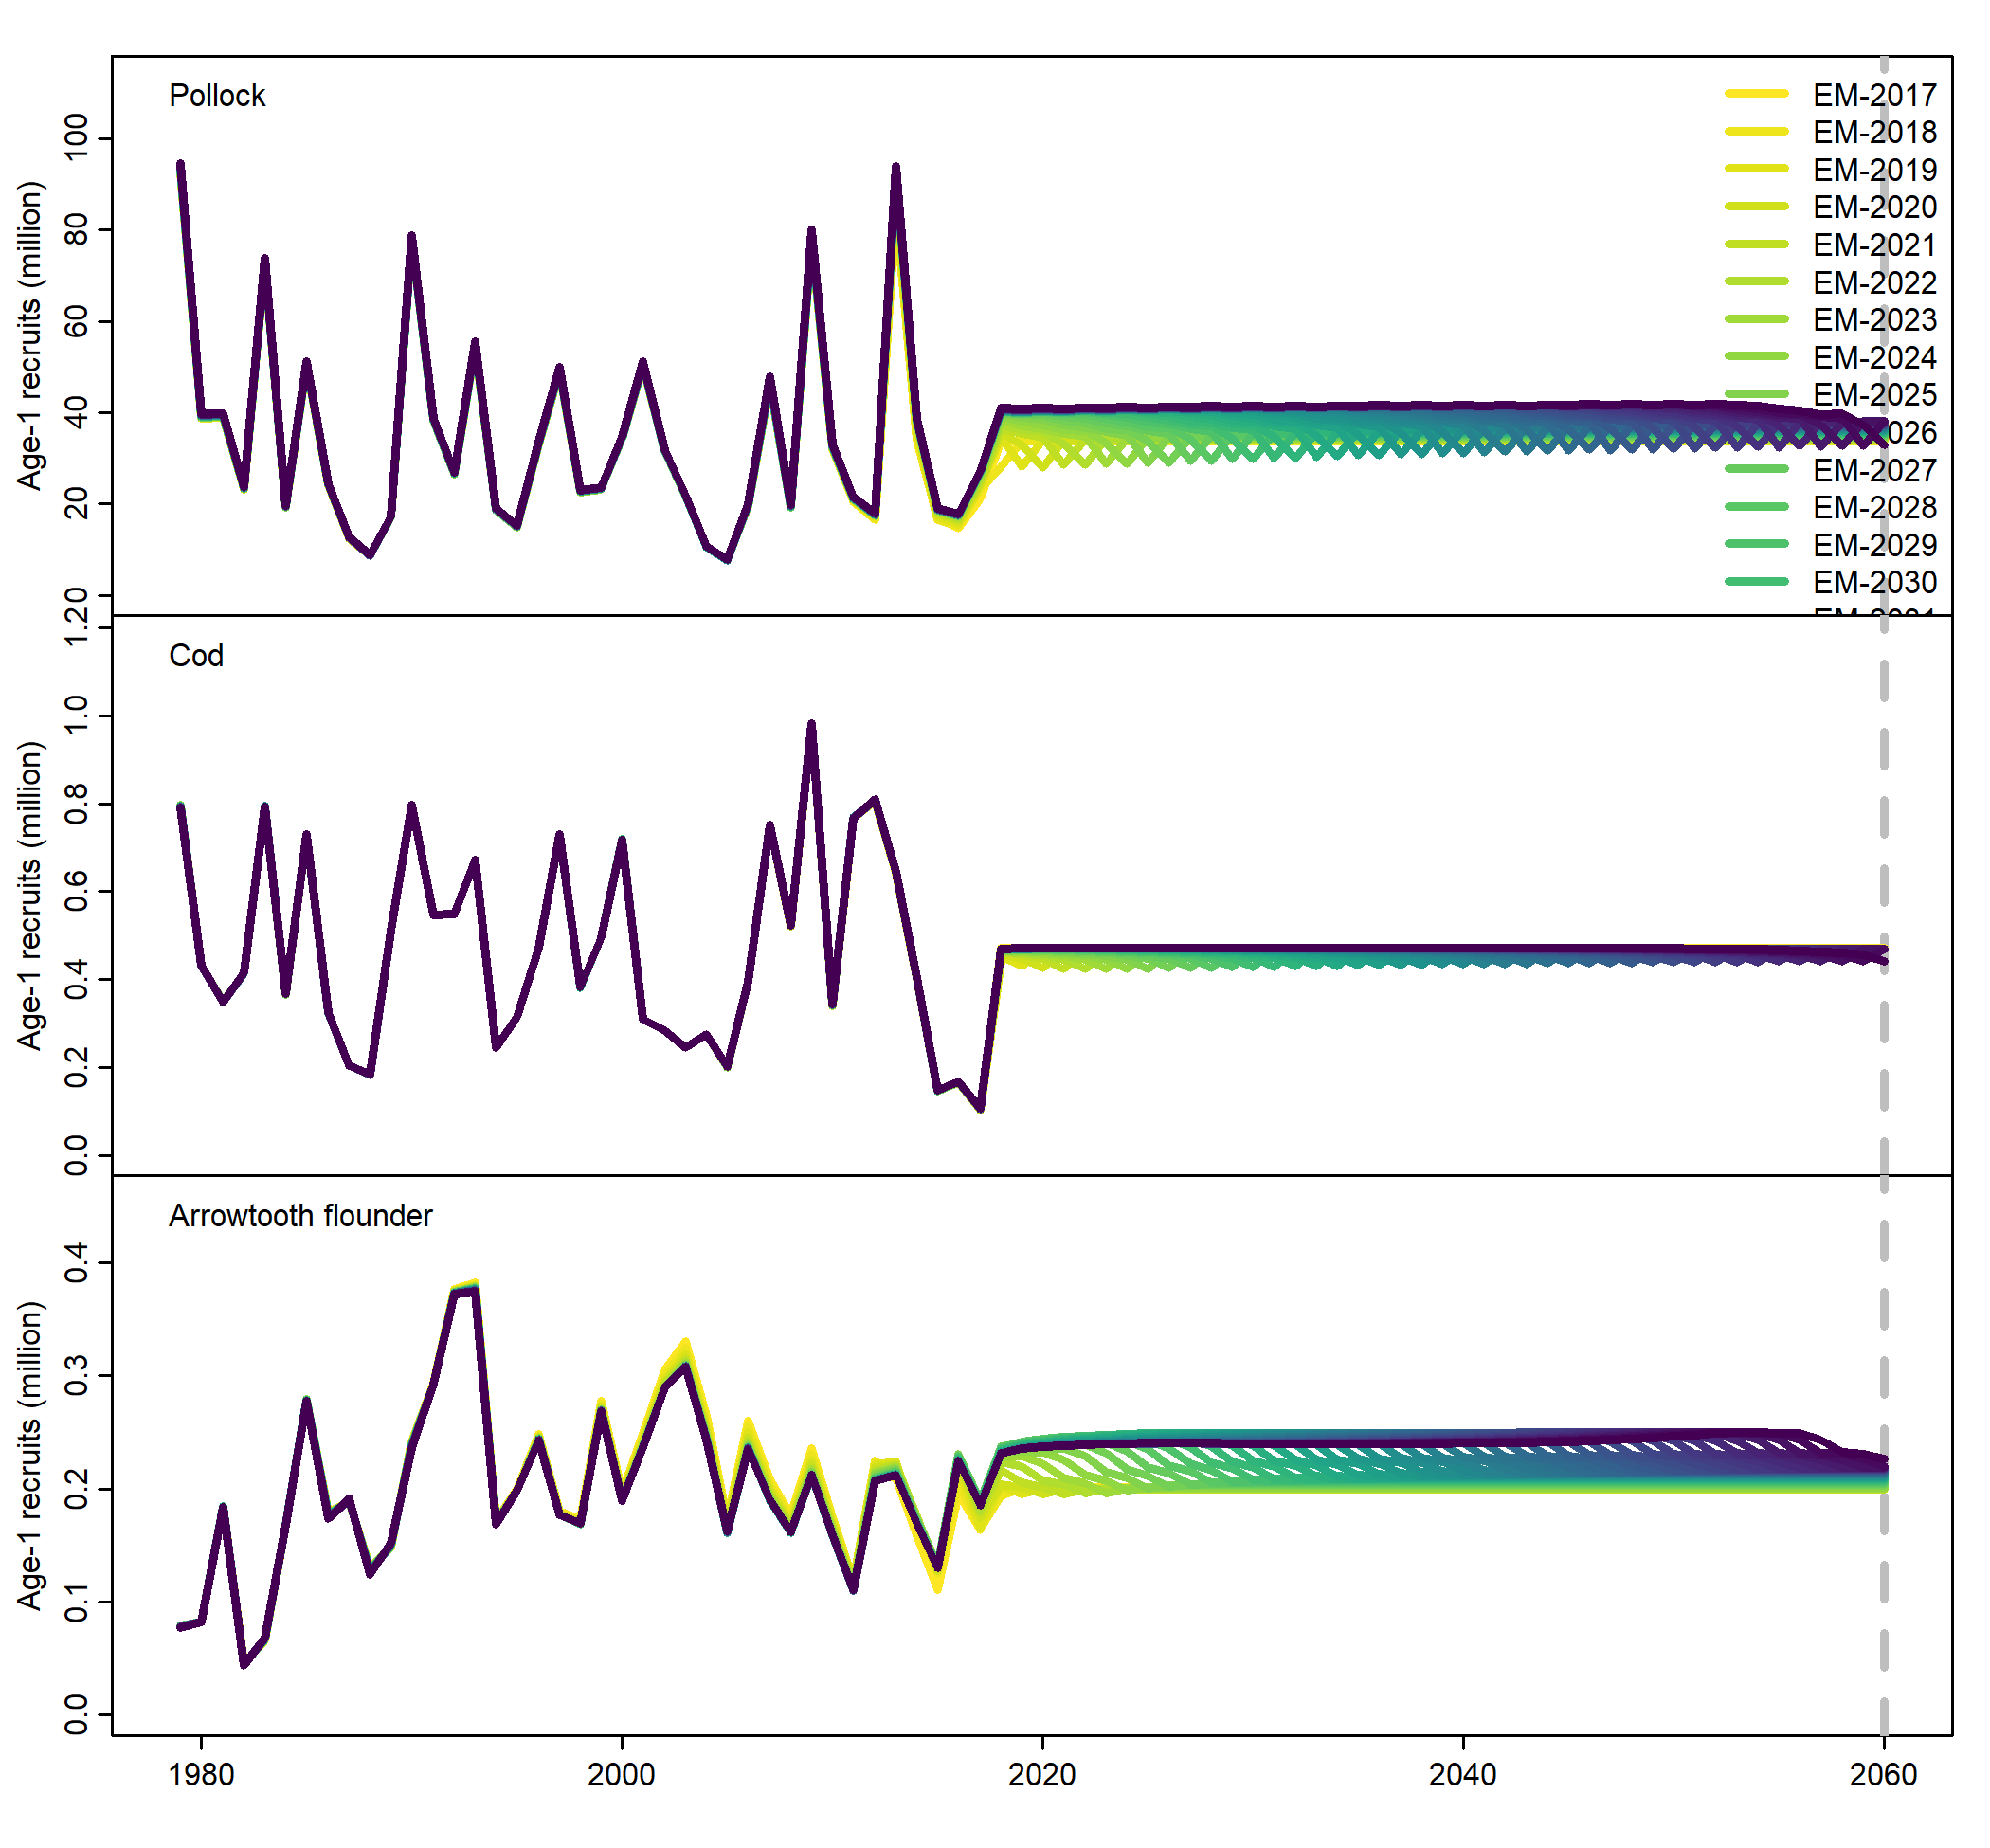 Pollock
Age-1 recruits (million)
100
80
60
40
20
0
EM-2017
EM-2018
EM-2019
EM-2020
EM-2021
EM-2022
EM-2023
EM-2024
EM-2025
026
EM-2027
EM-2028
EM-2029
EM-2030
Cod
Age-1 recruits (million)
1.2
1.0
0.8
0.6
0.4
0.2
0.0
Arrowtooth flounder
Age-1 recruits (million)
0.4
0.3
0.2
0.1
0.0
1980 2000 2020 2040 2060